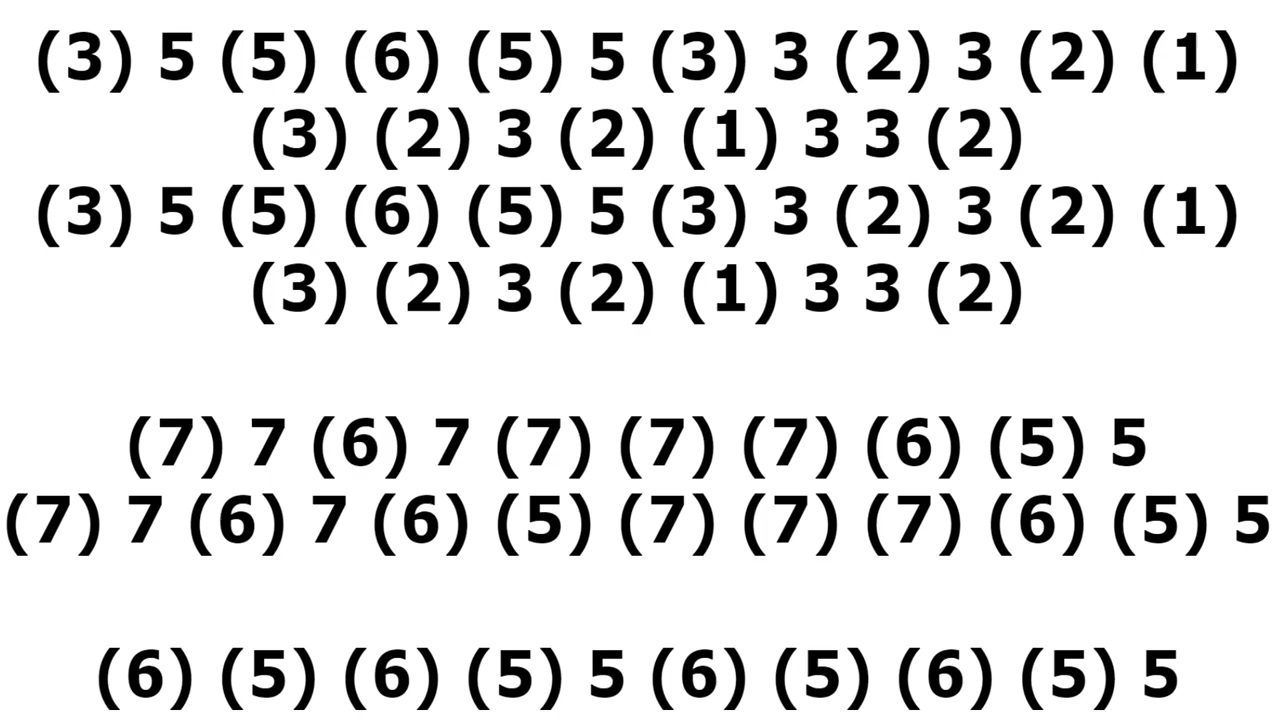 (3) 5 (5) (6) (5) 5 (3) 3 (2) 3 (2) (1)
(3) (2) 3 (2) (1) 3 3 (2)
(3) 5 (5) (6) (5) 5 (3) 3 (2) 3 (2) (1)
(3) (2) 3 (2) (1) 3 3 (2)
(7) 7 (6) 7 (7) (7) (7) (6) (5) 5
(7) 7 (6) 7 (6) (5) (7) (7) (7) (6) (5) 5
(6) (5) (6) (5) 5 (6) (5) (6) (5) 5